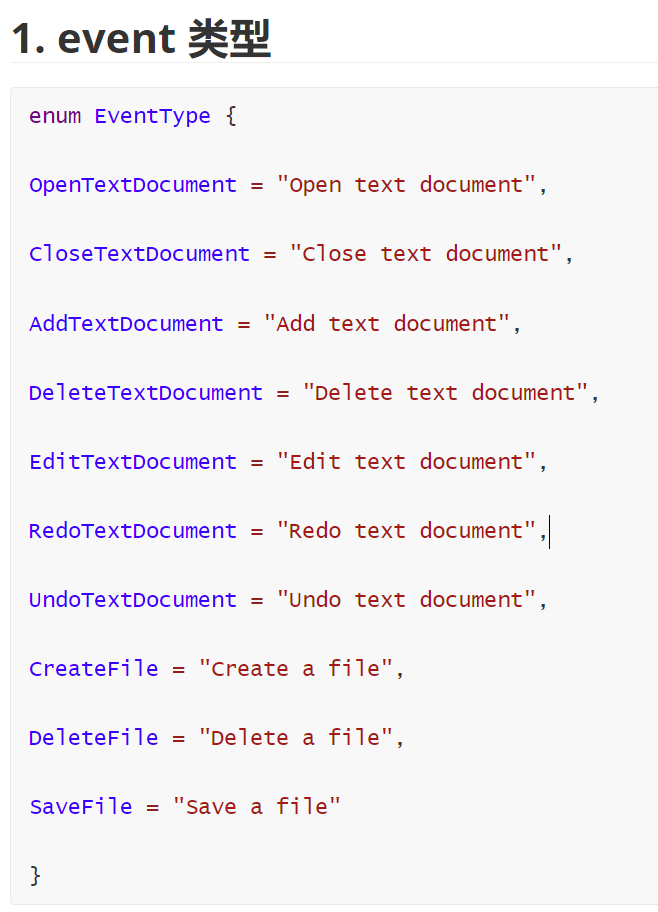 1. event 类型
enum EventType {
OpenTextDocument = "Open text document",
CloseTextDocument = "Close text document",
AddTextDocument = "Add text document",
DeleteTextDocument = "Delete text document",
EditTextDocument = "Edit text document",
RedoTextDocument = "Redo text document",
UndoTextDocument = "Undo text document",
CreateFile = "Create a file",
DeleteFile = "Delete a file",
SaveFile = "Save a file"
}